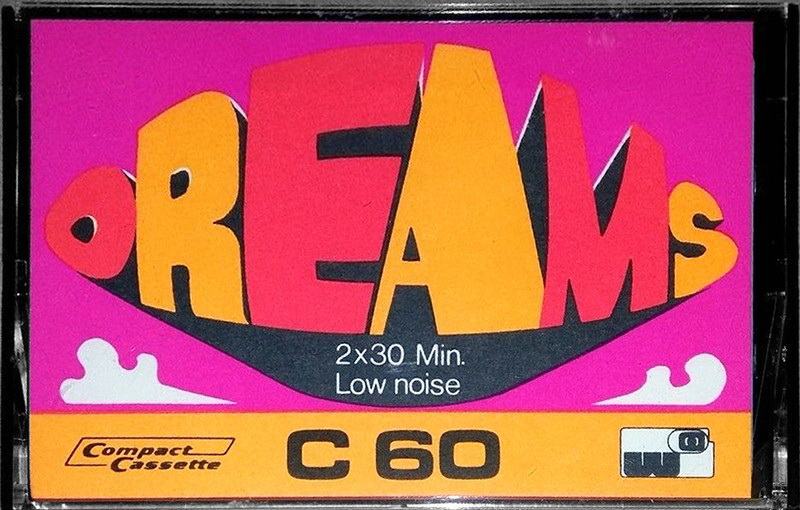 DREAMS
2x30 Min.
Low noise
Compact
Cassette
C 60